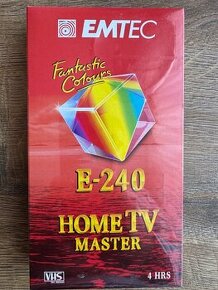 EMTEC
Fantastic
Colours
E-240
HOME TV
MASTER
VHS
4 HRS